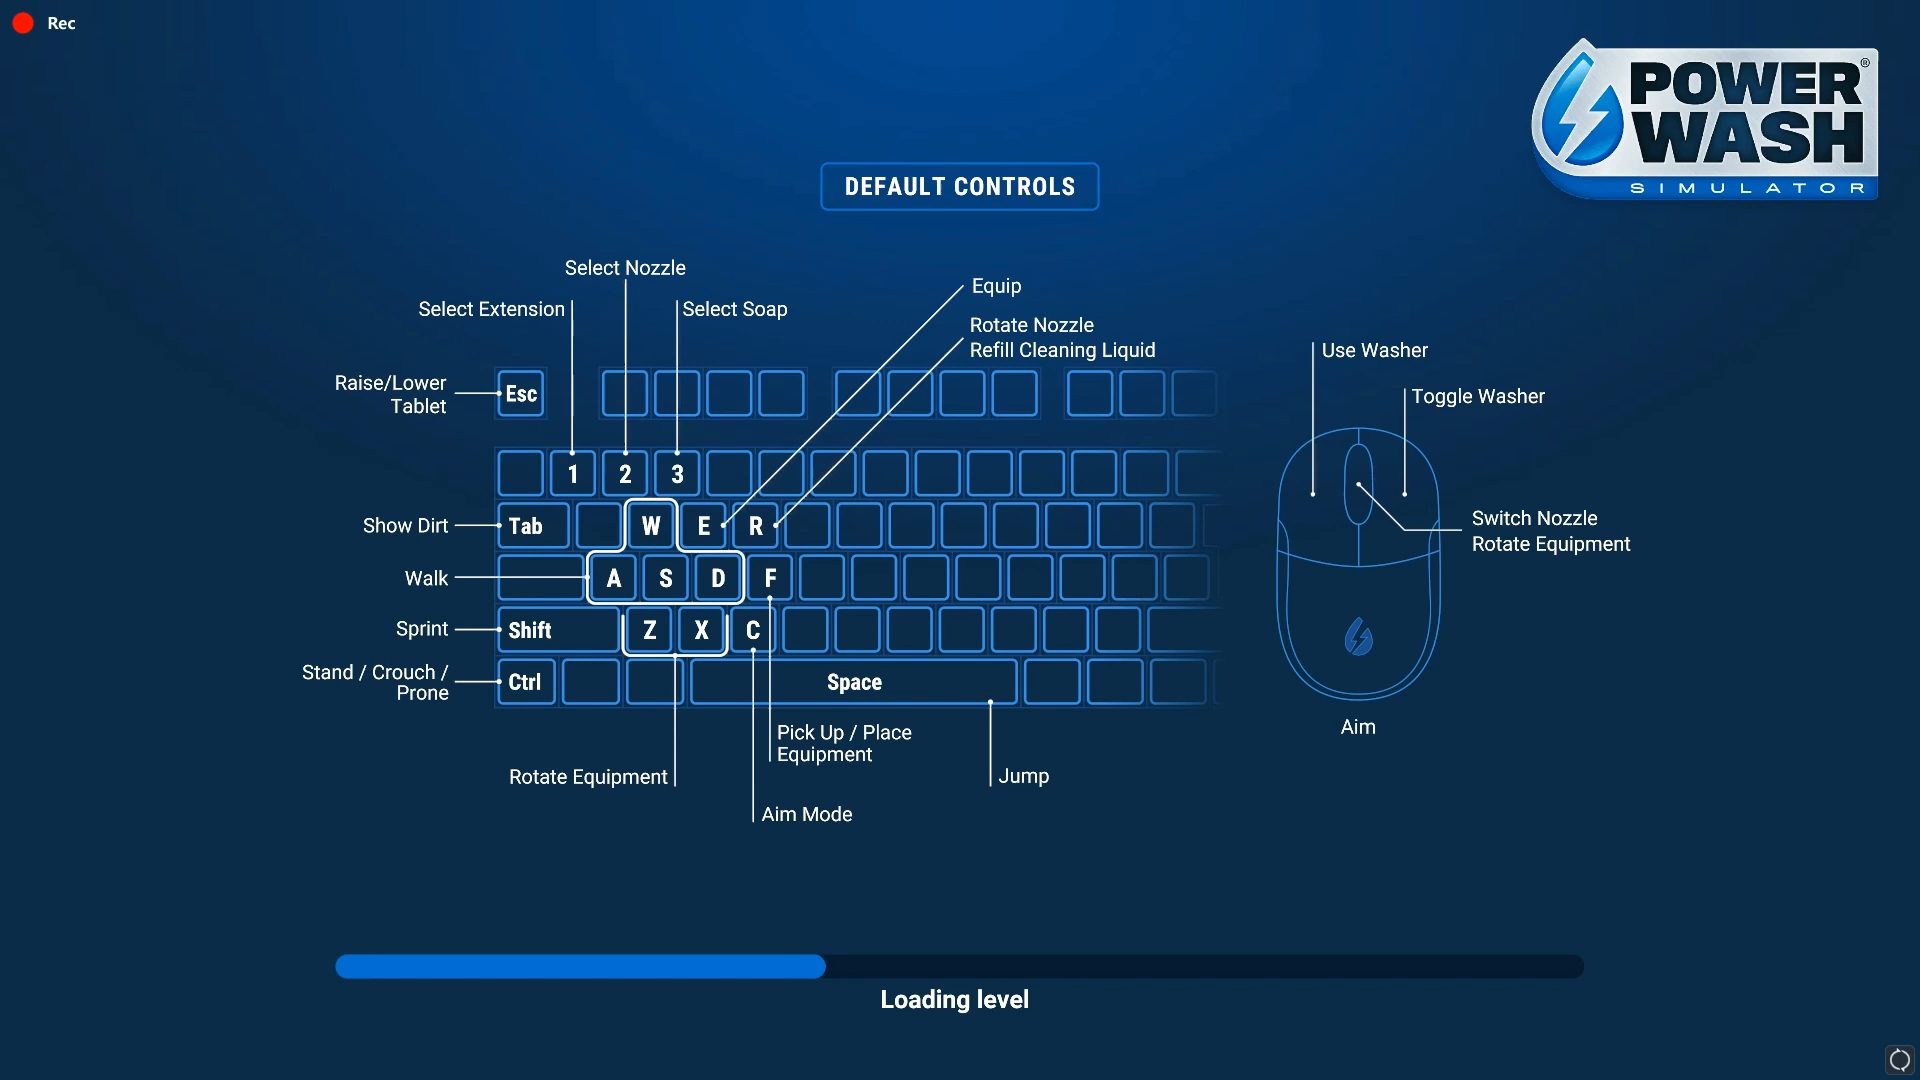 Rec
POWER®
WASH
SIMULATOR
DEFAULT CONTROLS
Select Nozzle
Select Extension
Select Soap
Equip
Rotate Nozzle
Refill Cleaning Liquid
Use Washer
Toggle Washer
Raise/Lower
Tablet
Esc
1 2 3
Show Dirt
Tab W E R
Switch Nozzle
Rotate Equipment
Walk
A S D F
Sprint
Shift Z X C
Stand / Crouch /
Prone
Ctrl Space
Aim
Pick Up / Place
Equipment
Rotate Equipment
Jump
Aim Mode
Loading level